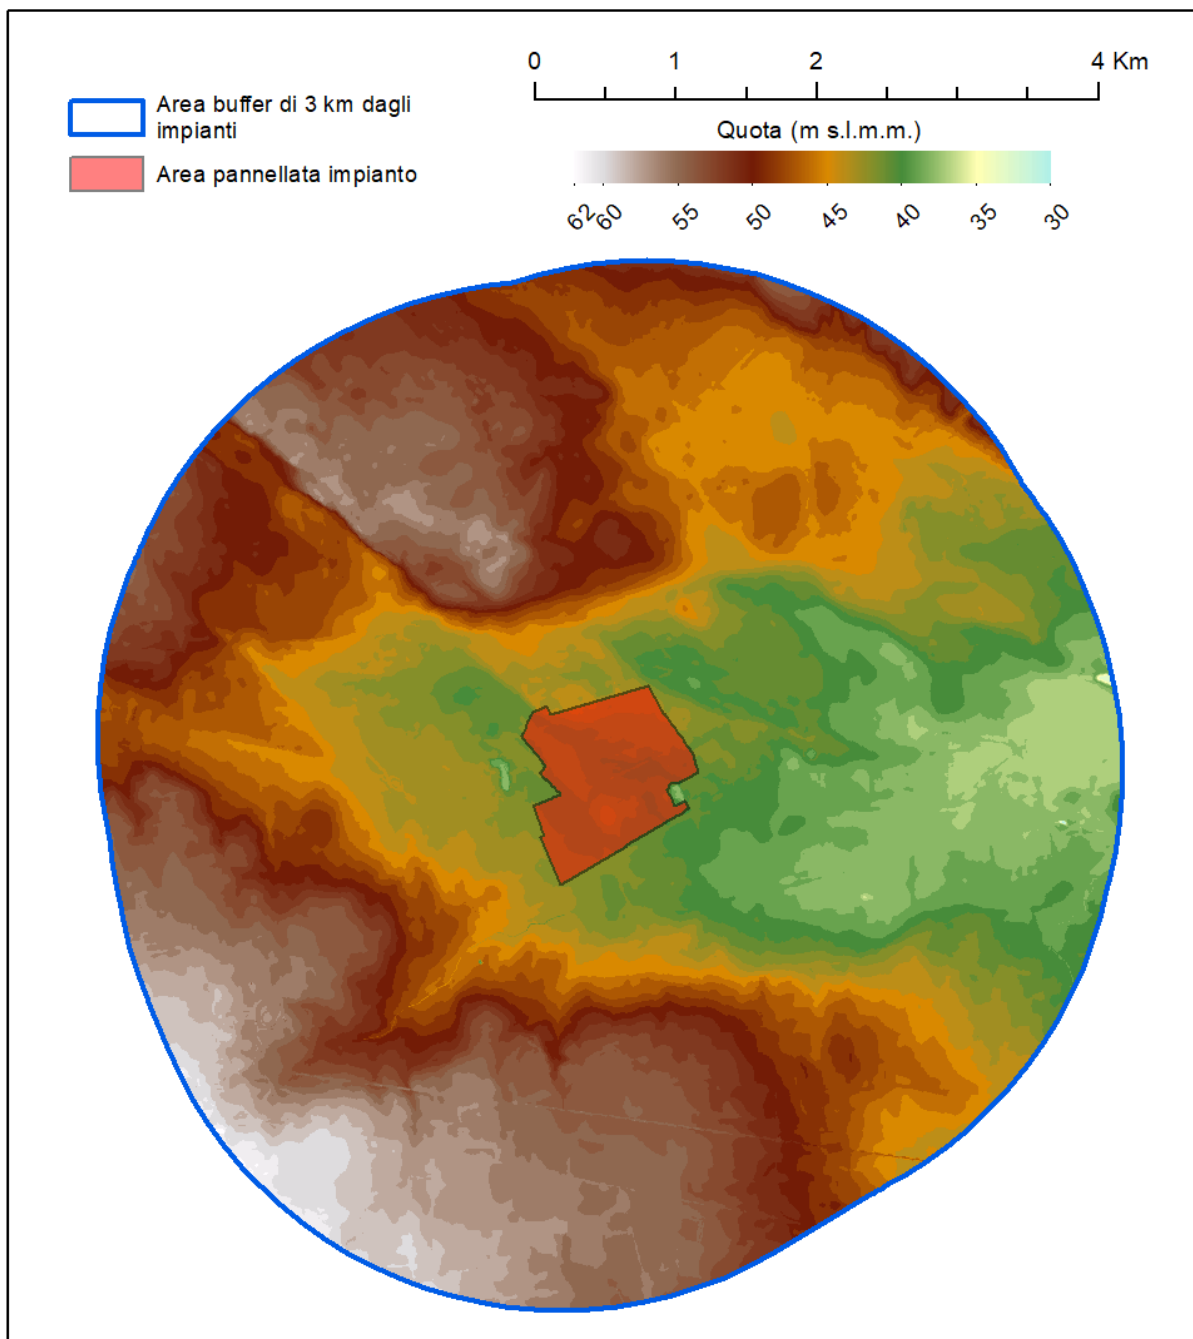 0 1 2 4 Km
Area buffer di 3 km dagli
impianti
Quota (m s.l.m.m.)
Area pannellata impianto
62 60 55 50 45 40 35 30